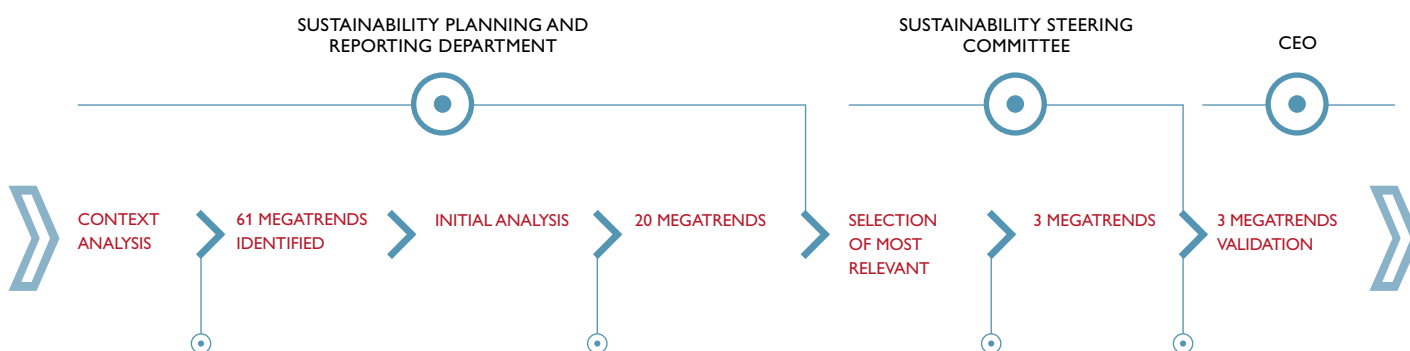 SUSTAINABILITY PLANNING AND
REPORTING DEPARTMENT
SUSTAINABILITY STEERING
COMMITTEE
CEO
CONTEXT
ANALYSIS
61 MEGATRENDS
IDENTIFIED
INITIAL ANALYSIS
20 MEGATRENDS
SELECTION
OF MOST
RELEVANT
3 MEGATRENDS
3 MEGATRENDS
VALIDATION